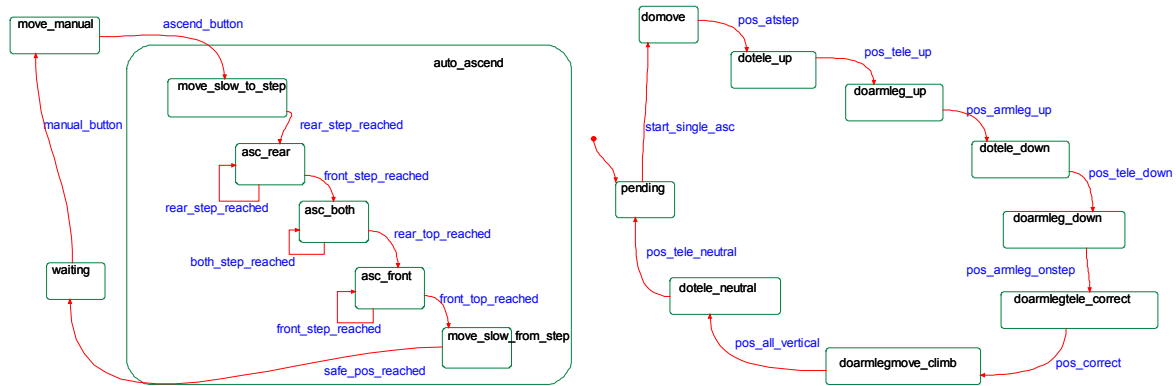 move_manual
ascend_button
auto_ascend
move_slow_to_step
manual_button
rear_step_reached
asc_rear
front_step_reached
rear_step_reached
asc_both
rear_top_reached
both_step_reached
waiting
asc_front
front_top_reached
front_step_reached
move_slow_from_step
safe_pos_reached
domove
pos_atstep
dotele_up
pos_tele_up
doarmleg_up
pos_armleg_up
start_single_asc
dotele_down
pos_tele_down
pending
doarmleg_down
pos_tele_neutral
pos_armleg_onstep
dotele_neutral
doarmlegtele_correct
pos_all_vertical
doarmlegmove_climb
pos_correct